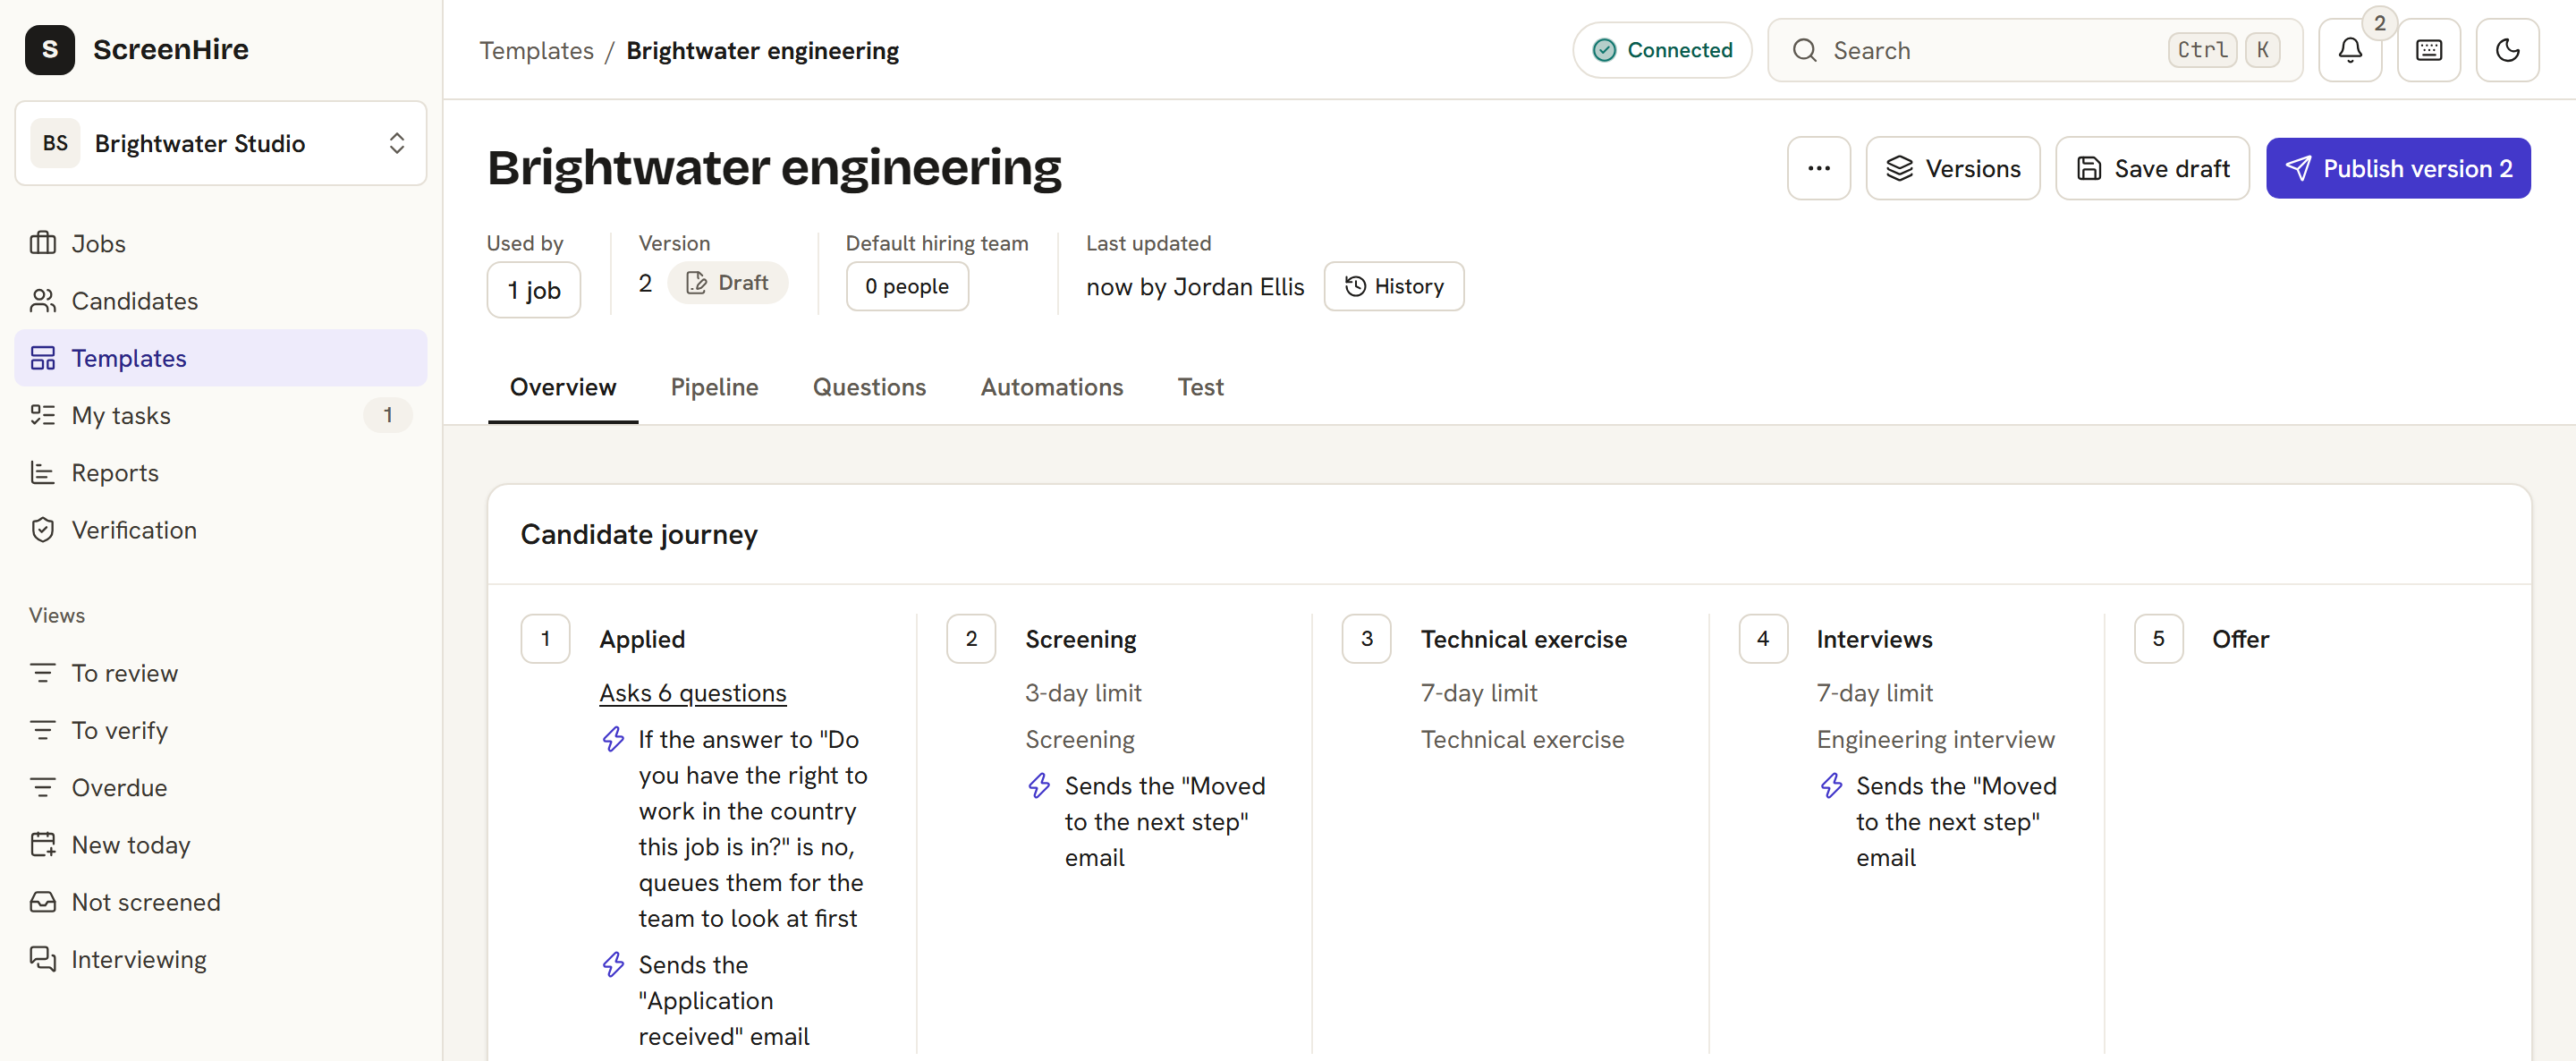 S ScreenHire
BS Brightwater Studio
Jobs
Candidates
Templates
My tasks 1
Reports
Verification
Views
To review
To verify
Overdue
New today
Not screened
Interviewing
Templates / Brightwater engineering
Connected
Search Ctrl K
2
Brightwater engineering
Versions
Save draft
Publish version 2
Used by
1 job
Version
2 Draft
Default hiring team
0 people
Last updated
now by Jordan Ellis History
Overview Pipeline Questions Automations Test
Candidate journey
1 Applied
Asks 6 questions
If the answer to "Do
you have the right to
work in the country
this job is in?" is no,
queues them for the
team to look at first
Sends the
"Application
received" email
2 Screening
3-day limit
Screening
Sends the "Moved
to the next step"
email
3 Technical exercise
7-day limit
Technical exercise
4 Interviews
7-day limit
Engineering interview
Sends the "Moved
to the next step"
email
5 Offer